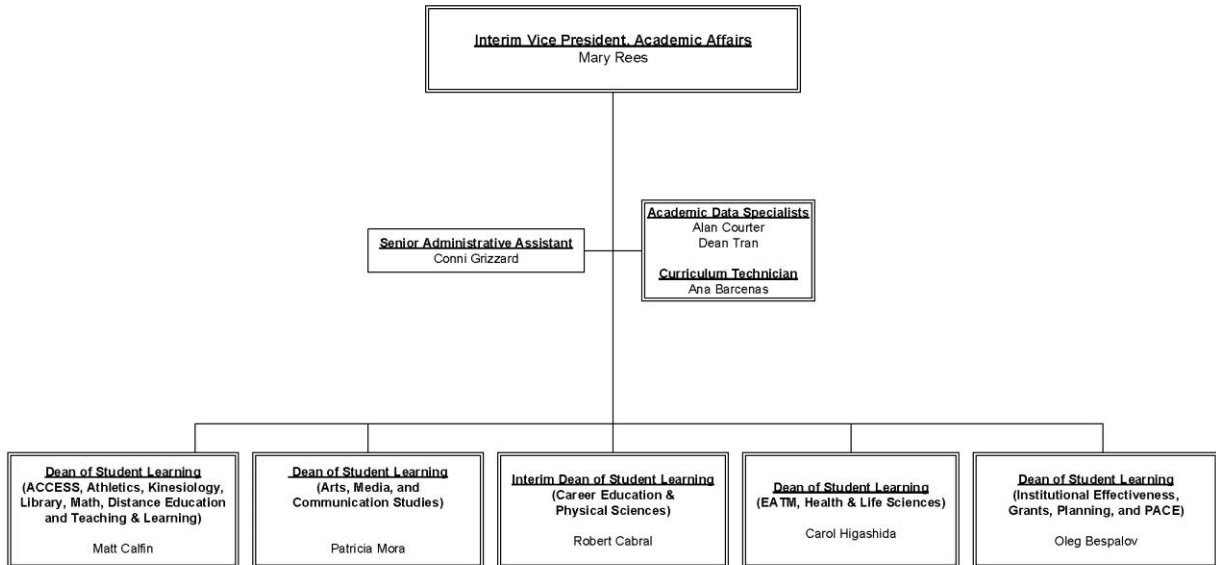 Interim Vice President, Academic Affairs
Mary Rees
Senior Administrative Assistant
Conni Grizzard
Academic Data Specialists
Alan Courter
Dean Tran
Curriculum Technician
Ana Barcenas
Dean of Student Learning
(ACCESS, Athletics, Kinesiology,
Library, Math, Distance Education
and Teaching & Learning)
Matt Calfin
Dean of Student Learning
(Arts, Media, and
Communication Studies)
Patricia Mora
Interim Dean of Student Learning
(Career Education &
Physical Sciences)
Robert Cabral
Dean of Student Learning
(EATM, Health & Life Sciences)
Carol Higashida
Dean of Student Learning
(Institutional Effectiveness,
Grants, Planning, and PACE)
Oleg Bespalov